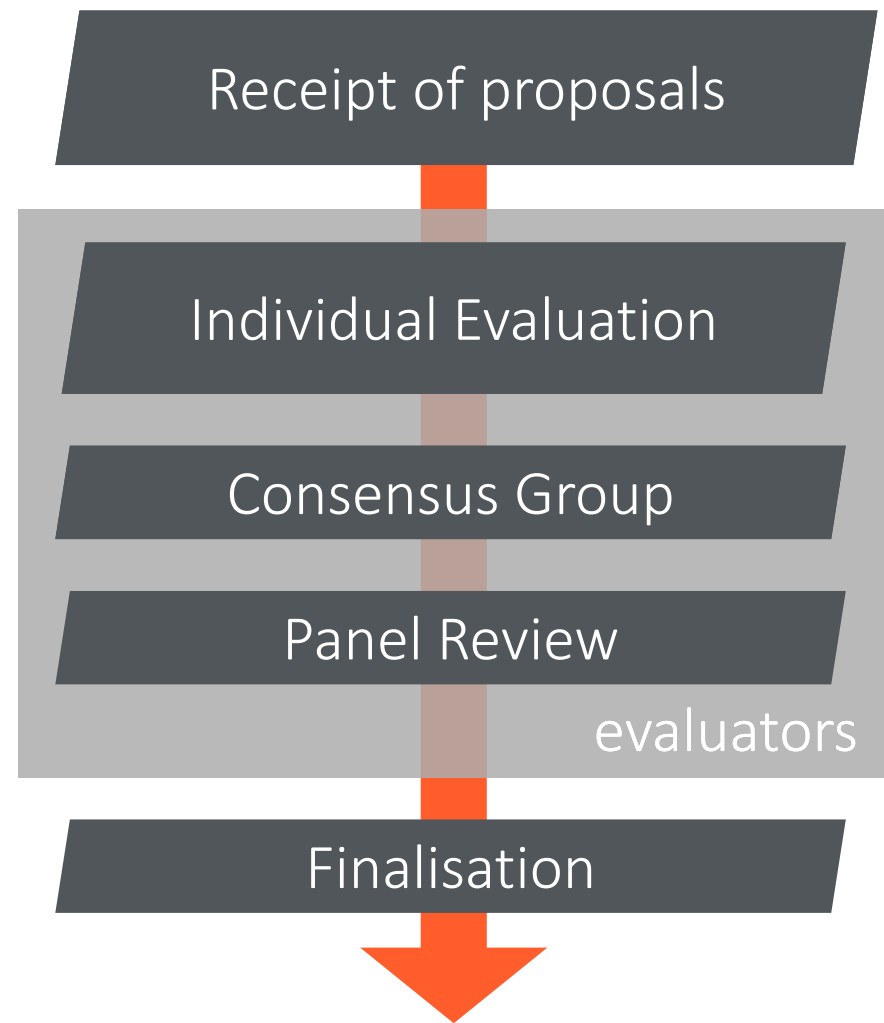 Receipt of proposals
Individual Evaluation
Consensus Group
Panel Review
evaluators
Finalisation